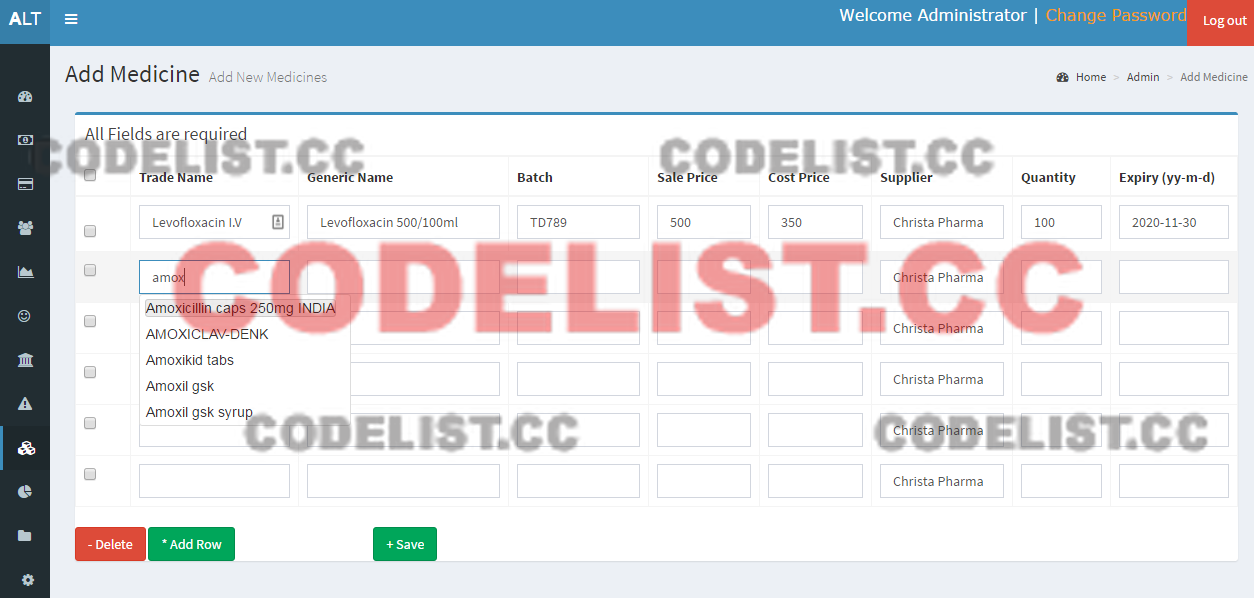 ALT
Welcome Administrator | Change Password
Log out
Add Medicine Add New Medicines
Home > Admin > Add Medicine
All Fields are required
CODELIST.CC CODELIST.CC
Trade Name Generic Name Batch Sale Price Cost Price Supplier Quantity Expiry (yy-m-d)
Levofloxacin I.V Levofloxacin 500/100ml TD789 500 350 Christa Pharma 100 2020-11-30
amox Christa Pharma
CODELIST.CC
Amoxicillin caps 250mg INDIA
Christa Pharma
AMOXICLAV-DENK
Amoxikid tabs
Christa Pharma
Amoxil gsk
Amoxil gsk syrup
Christa Pharma
CODELIST.CC CODELIST.CC
Christa Pharma
- Delete * Add Row + Save